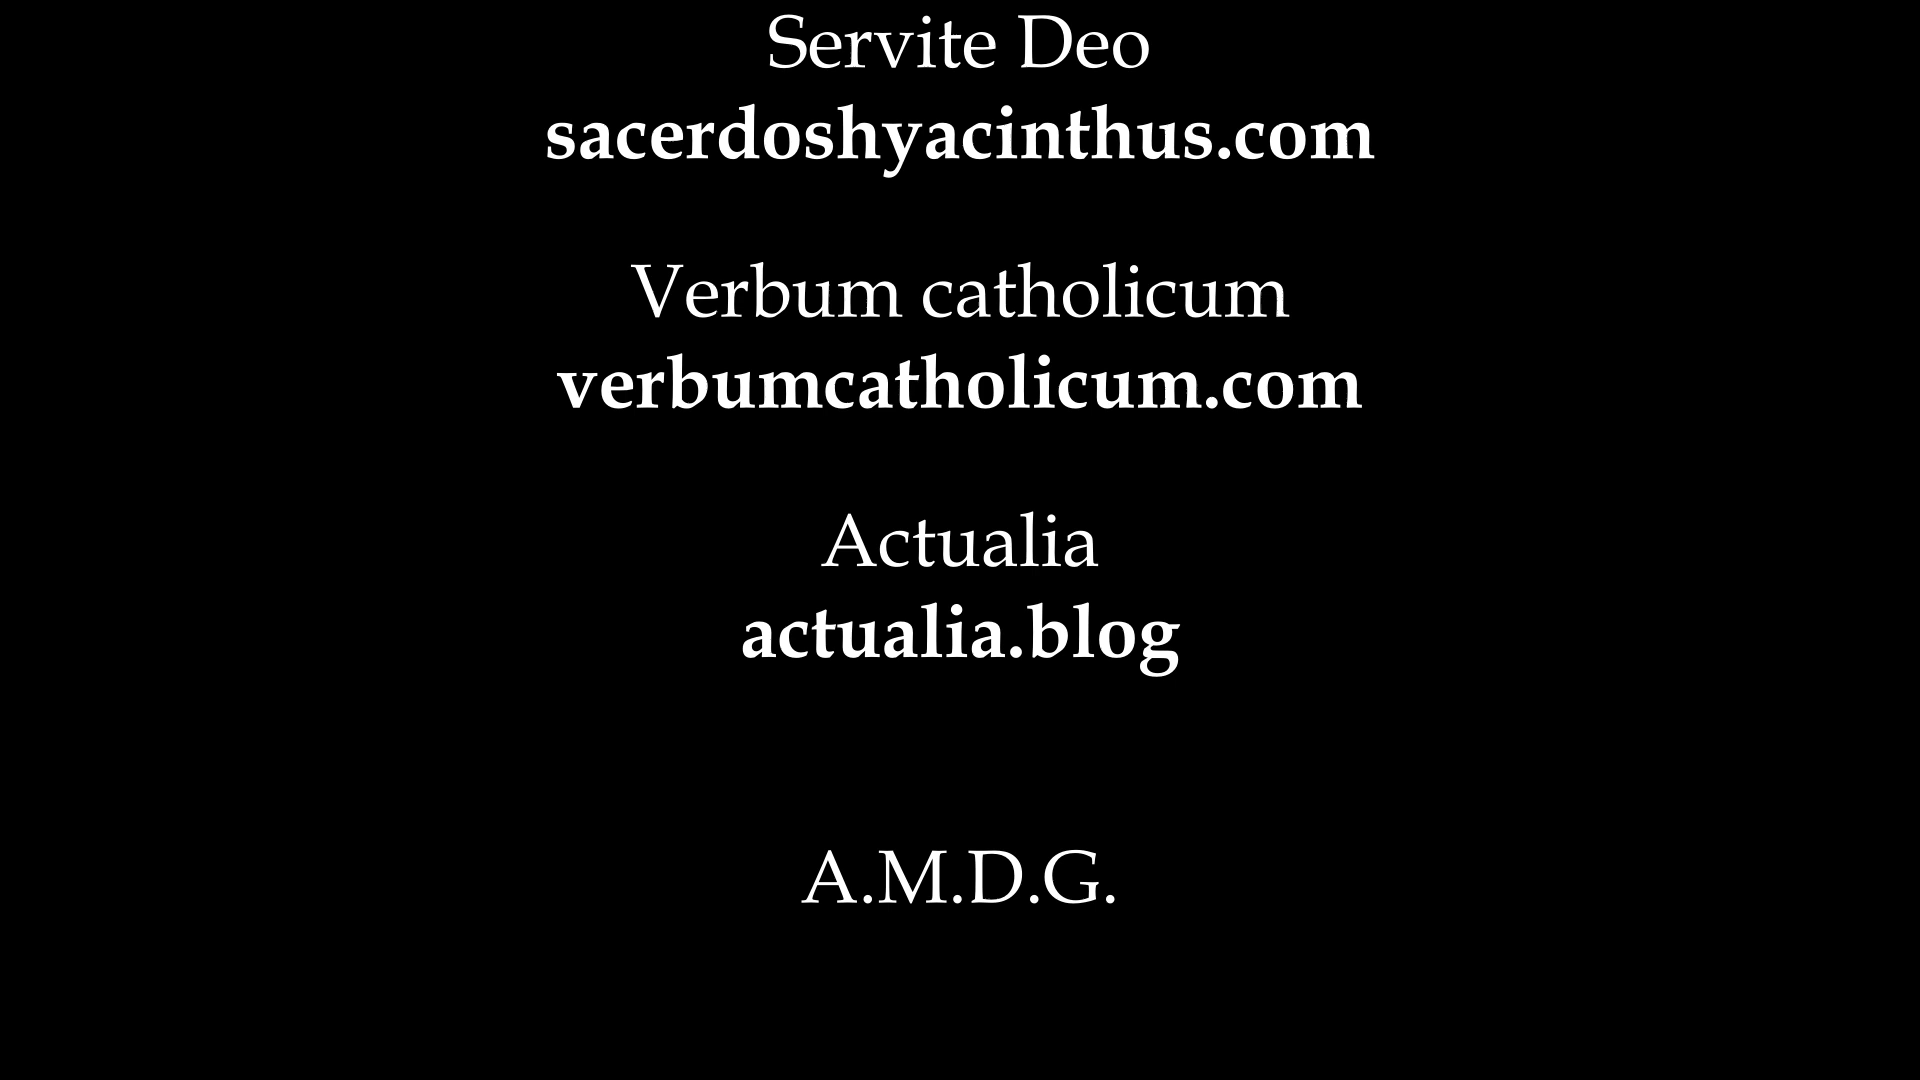 Servite Deo
sacerdoshyacinthus.com
Verbum catholicum
verbumcatholicum.com
Actualia
actualia.blog
A.M.D.G.